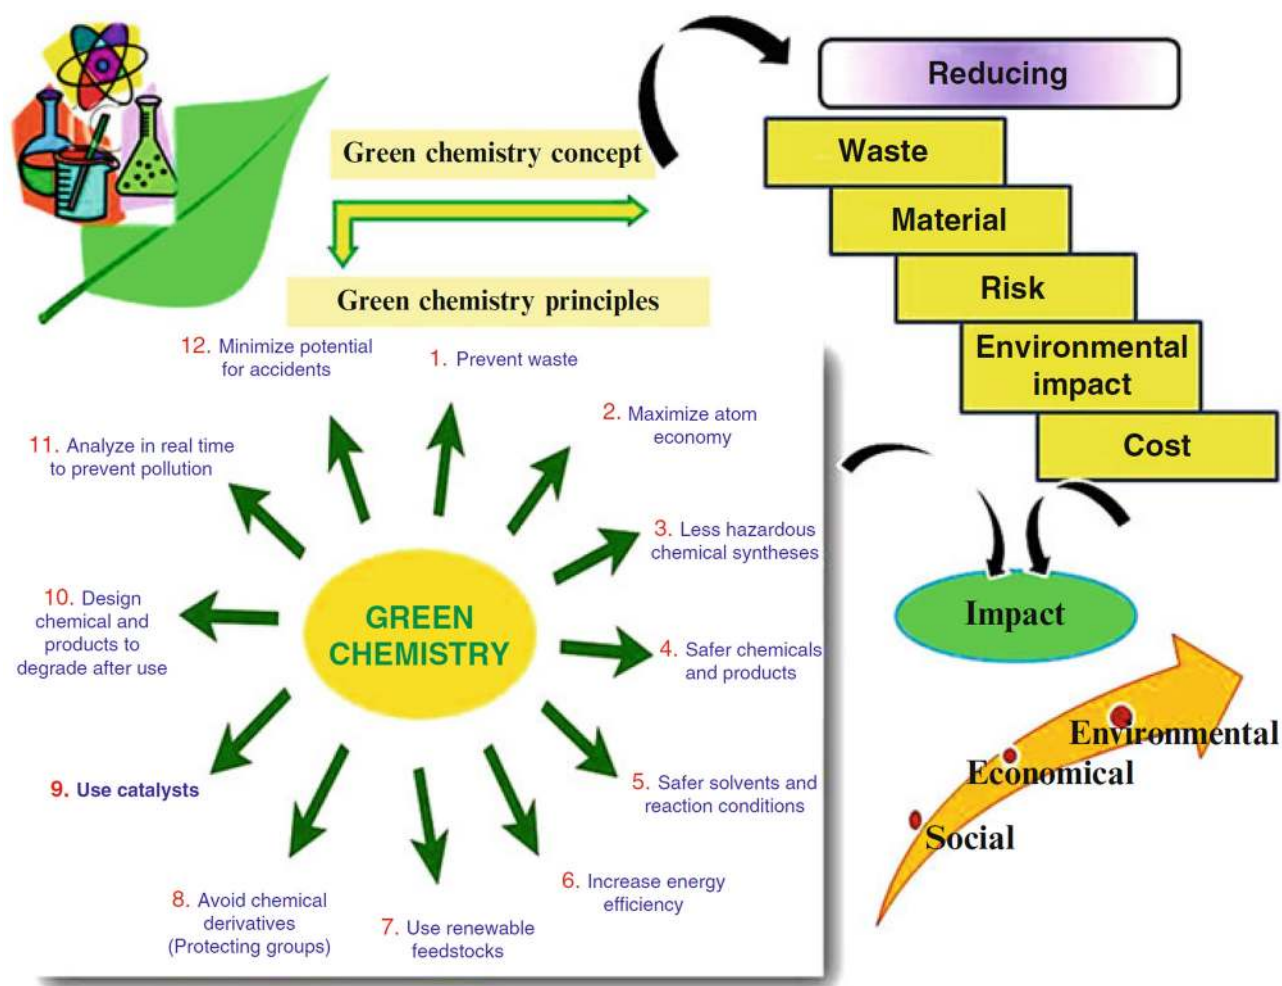 Green chemistry concept
Green chemistry principles
Reducing
Waste
Material
Risk
Environmental
impact
Cost
12. Minimize potential
for accidents
1. Prevent waste
2. Maximize atom
economy
11. Analyze in real time
to prevent pollution
3. Less hazardous
chemical syntheses
10. Design
chemical and
products to
degrade after use
GREEN
CHEMISTRY
4. Safer chemicals
and products
9. Use catalysts
5. Safer solvents and
reaction conditions
8. Avoid chemical
derivatives
(Protecting groups)
7. Use renewable
feedstocks
6. Increase energy
efficiency
Impact
Environmental
Economical
Social